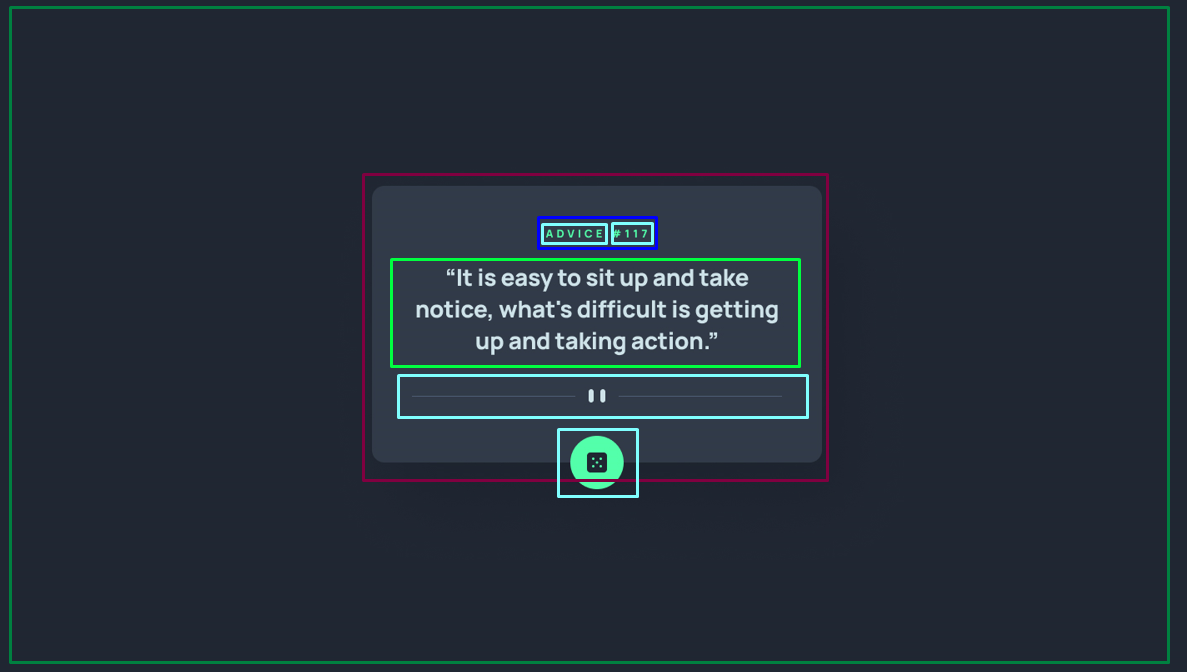 ADVICE #117
“It is easy to sit up and take
notice, what's difficult is getting
up and taking action.”